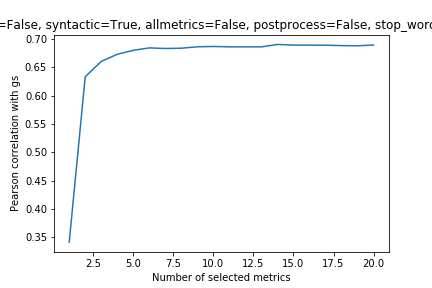 =False, syntactic=True, allmetrics=False, postprocess=False, stop_word
0.70
0.65
0.60
0.55
0.50
0.45
0.40
0.35
Pearson correlation with gs
2.5 5.0 7.5 10.0 12.5 15.0 17.5 20.0
Number of selected metrics